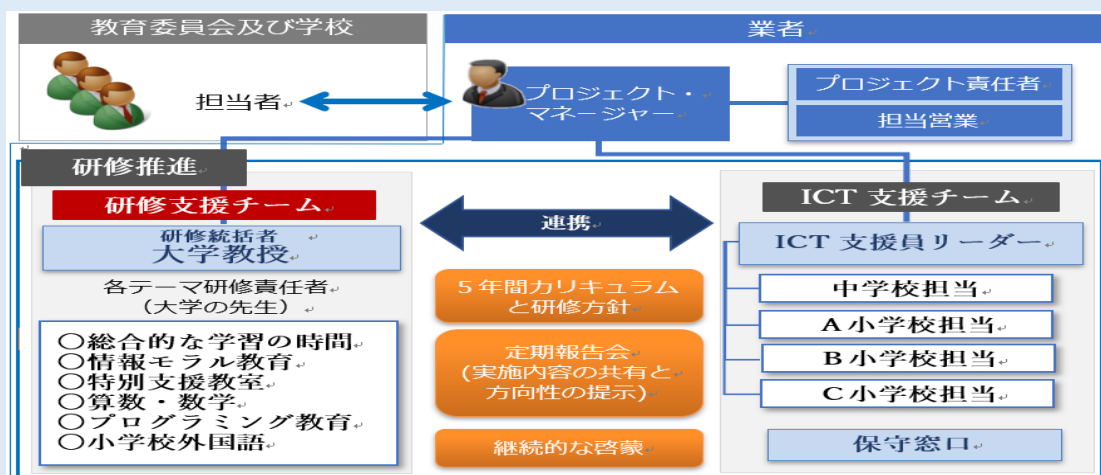 教育委員会及び学校
業者
担当者
プロジェクト・
マネージャー
プロジェクト責任者
担当営業
研修推進
研修支援チーム
研修統括者
大学教授
各テーマ研修責任者
（大学の先生）
○総合的な学習の時間
○情報モラル教育
○特別支援教室
○算数・数学
○プログラミング教育
○小学校外国語
連携
5年間カリキュラム
と研修方針
定期報告会
(実施内容の共有と
方向性の提示)
継続的な啓蒙
ICT 支援チーム
ICT 支援員リーダー
中学校担当
A小学校担当
B小学校担当
C小学校担当
保守窓口